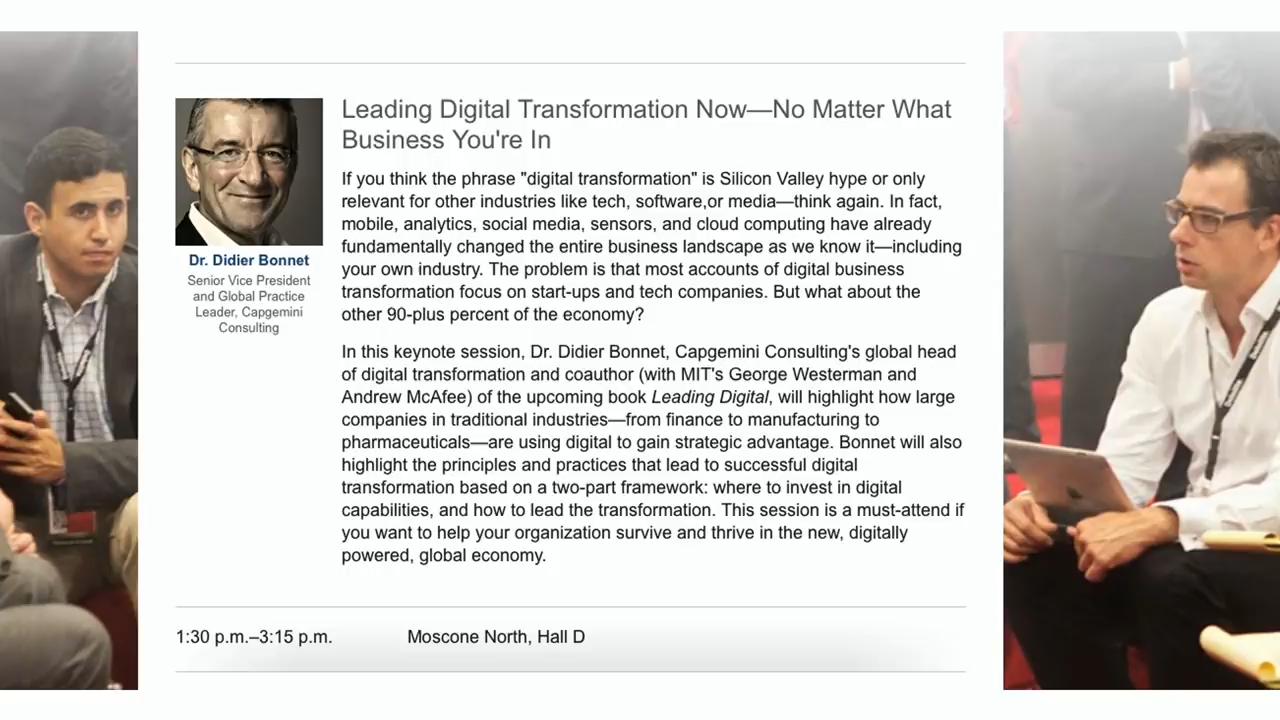 Leading Digital Transformation Now—No Matter What
Business You're In
If you think the phrase "digital transformation" is Silicon Valley hype or only
relevant for other industries like tech, software,or media—think again. In fact,
mobile, analytics, social media, sensors, and cloud computing have already
fundamentally changed the entire business landscape as we know it—including
your own industry. The problem is that most accounts of digital business
transformation focus on start-ups and tech companies. But what about the
other 90-plus percent of the economy?
In this keynote session, Dr. Didier Bonnet, Capgemini Consulting's global head
of digital transformation and coauthor (with MIT's George Westerman and
Andrew McAfee) of the upcoming book Leading Digital, will highlight how large
companies in traditional industries—from finance to manufacturing to
pharmaceuticals—are using digital to gain strategic advantage. Bonnet will also
highlight the principles and practices that lead to successful digital
transformation based on a two-part framework: where to invest in digital
capabilities, and how to lead the transformation. This session is a must-attend if
you want to help your organization survive and thrive in the new, digitally
powered, global economy.
Dr. Didier Bonnet
Senior Vice President
and Global Practice
Leader, Capgemini
Consulting
1:30 p.m.–3:15 p.m. Moscone North, Hall D